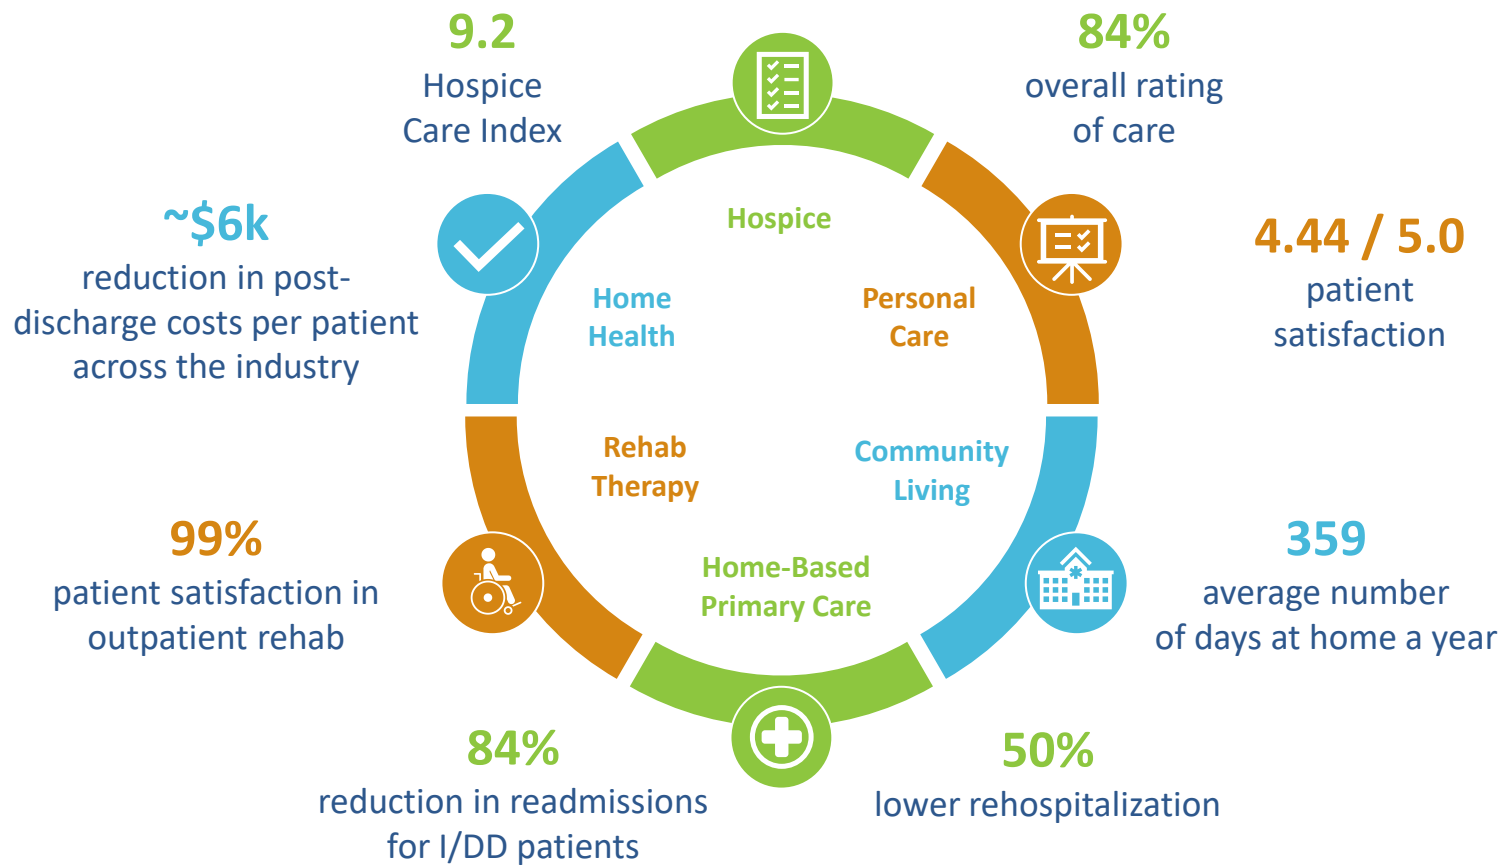 9.2
Hospice
Care Index
84%
overall rating
of care
~$6k
reduction in post-
discharge costs per patient
across the industry
4.44 / 5.0
patient
satisfaction
Hospice
Home
Health
Personal
Care
Rehab
Therapy
Community
Living
Home-Based
Primary Care
99%
patient satisfaction in
outpatient rehab
359
average number
of days at home a year
84%
reduction in readmissions
for I/DD patients
50%
lower rehospitalization